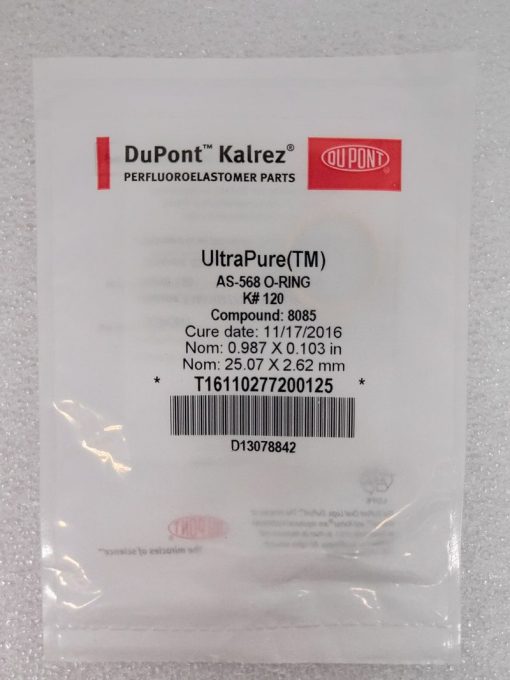 DuPont™ Kalrez®
PERFLUOROELASTOMER PARTS
DUPONT®
UltraPure(TM)
AS-568 O-RING
K# 120
Compound: 8085
Cure date: 11/17/2016
Nom: 0.987 X 0.103 in
Nom: 25.07 X 2.62 mm
* T16110277200125 *
D13078842
DUPONT
The miracles of science™